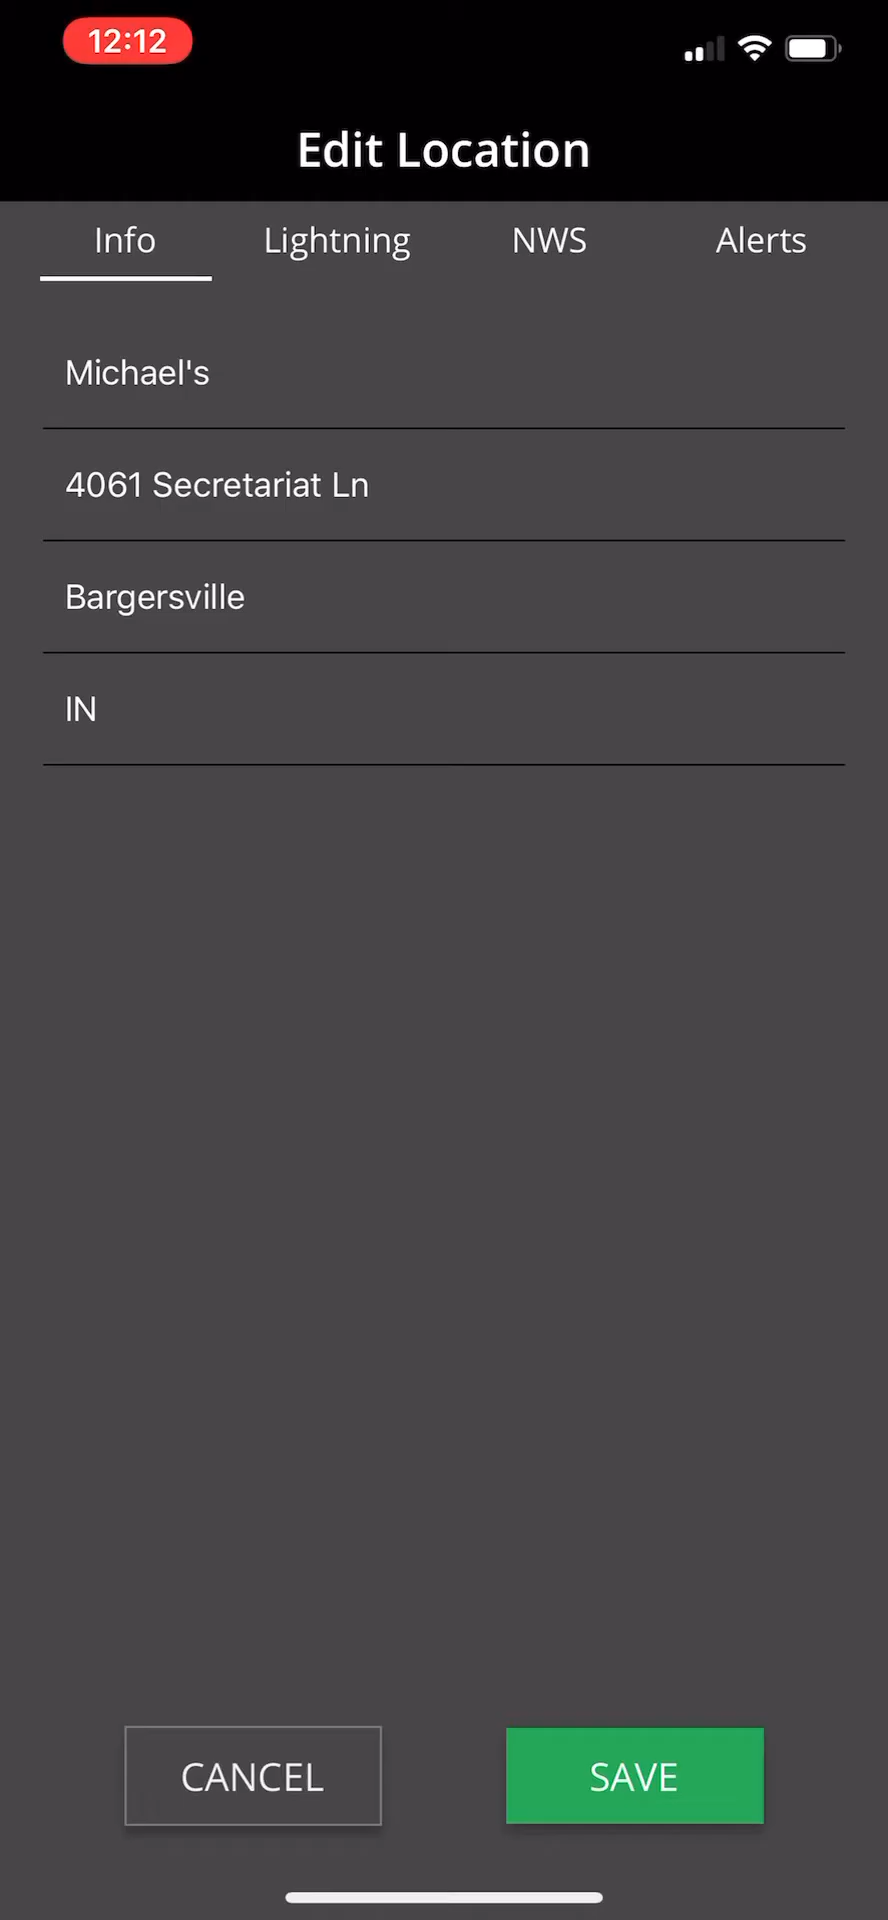 12:12
Edit Location
Info Lightning NWS Alerts
Michael's
4061 Secretariat Ln
Bargersville
IN
CANCEL SAVE